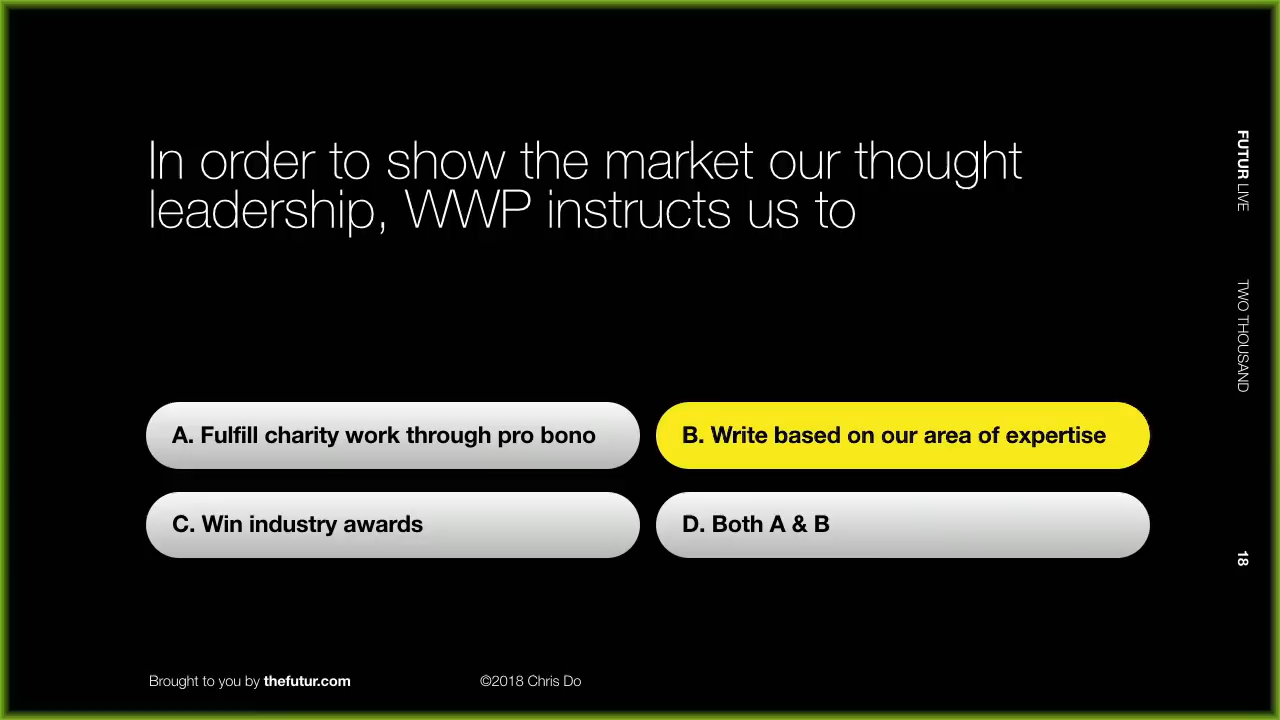 In order to show the market our thought
leadership, WWP instructs us to
A. Fulfill charity work through pro bono
B. Write based on our area of expertise
C. Win industry awards
D. Both A & B
FUTUR LIVE
TWO THOUSAND
18
Brought to you by thefutur.com
©2018 Chris Do